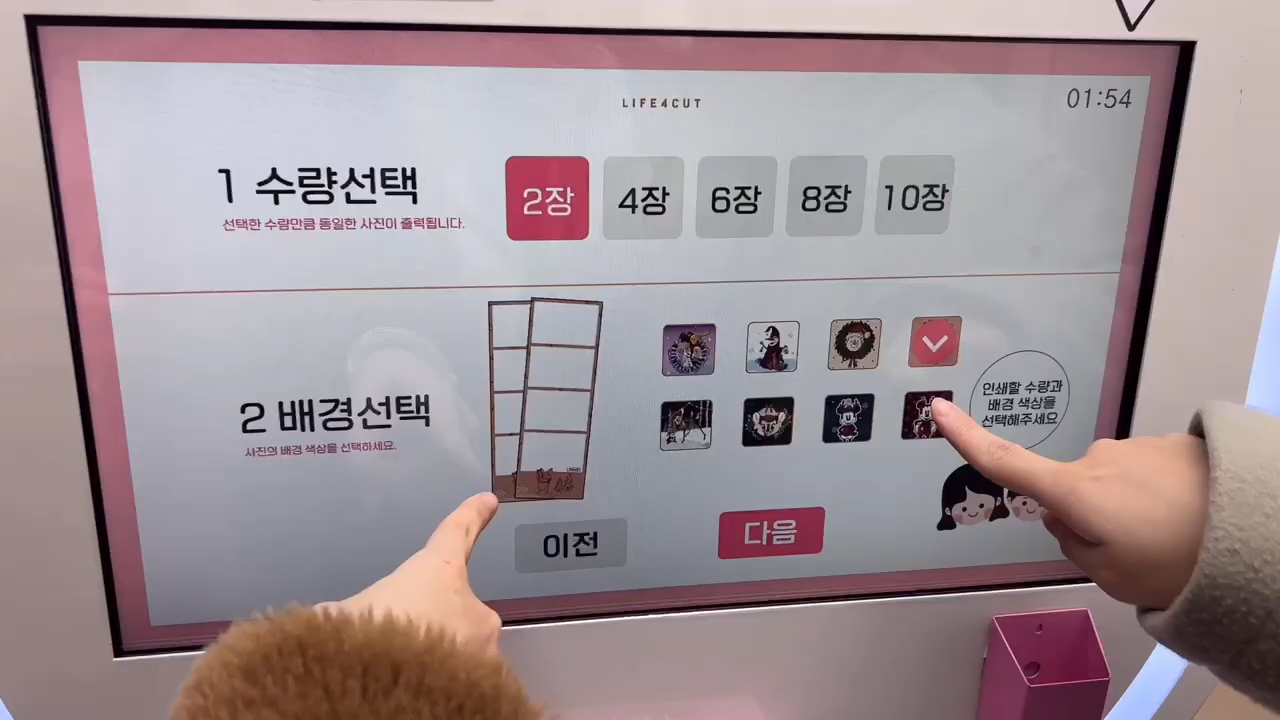 LIFE4CUT
01:54
1 수량선택
선택한 수량만큼 동일한 사진이 출력됩니다.
2장
4장
6장
8장
10장
2 배경선택
사진의 배경 색상을 선택하세요.
인쇄할 수량과
배경 색상을
선택해주세요
이전
다음